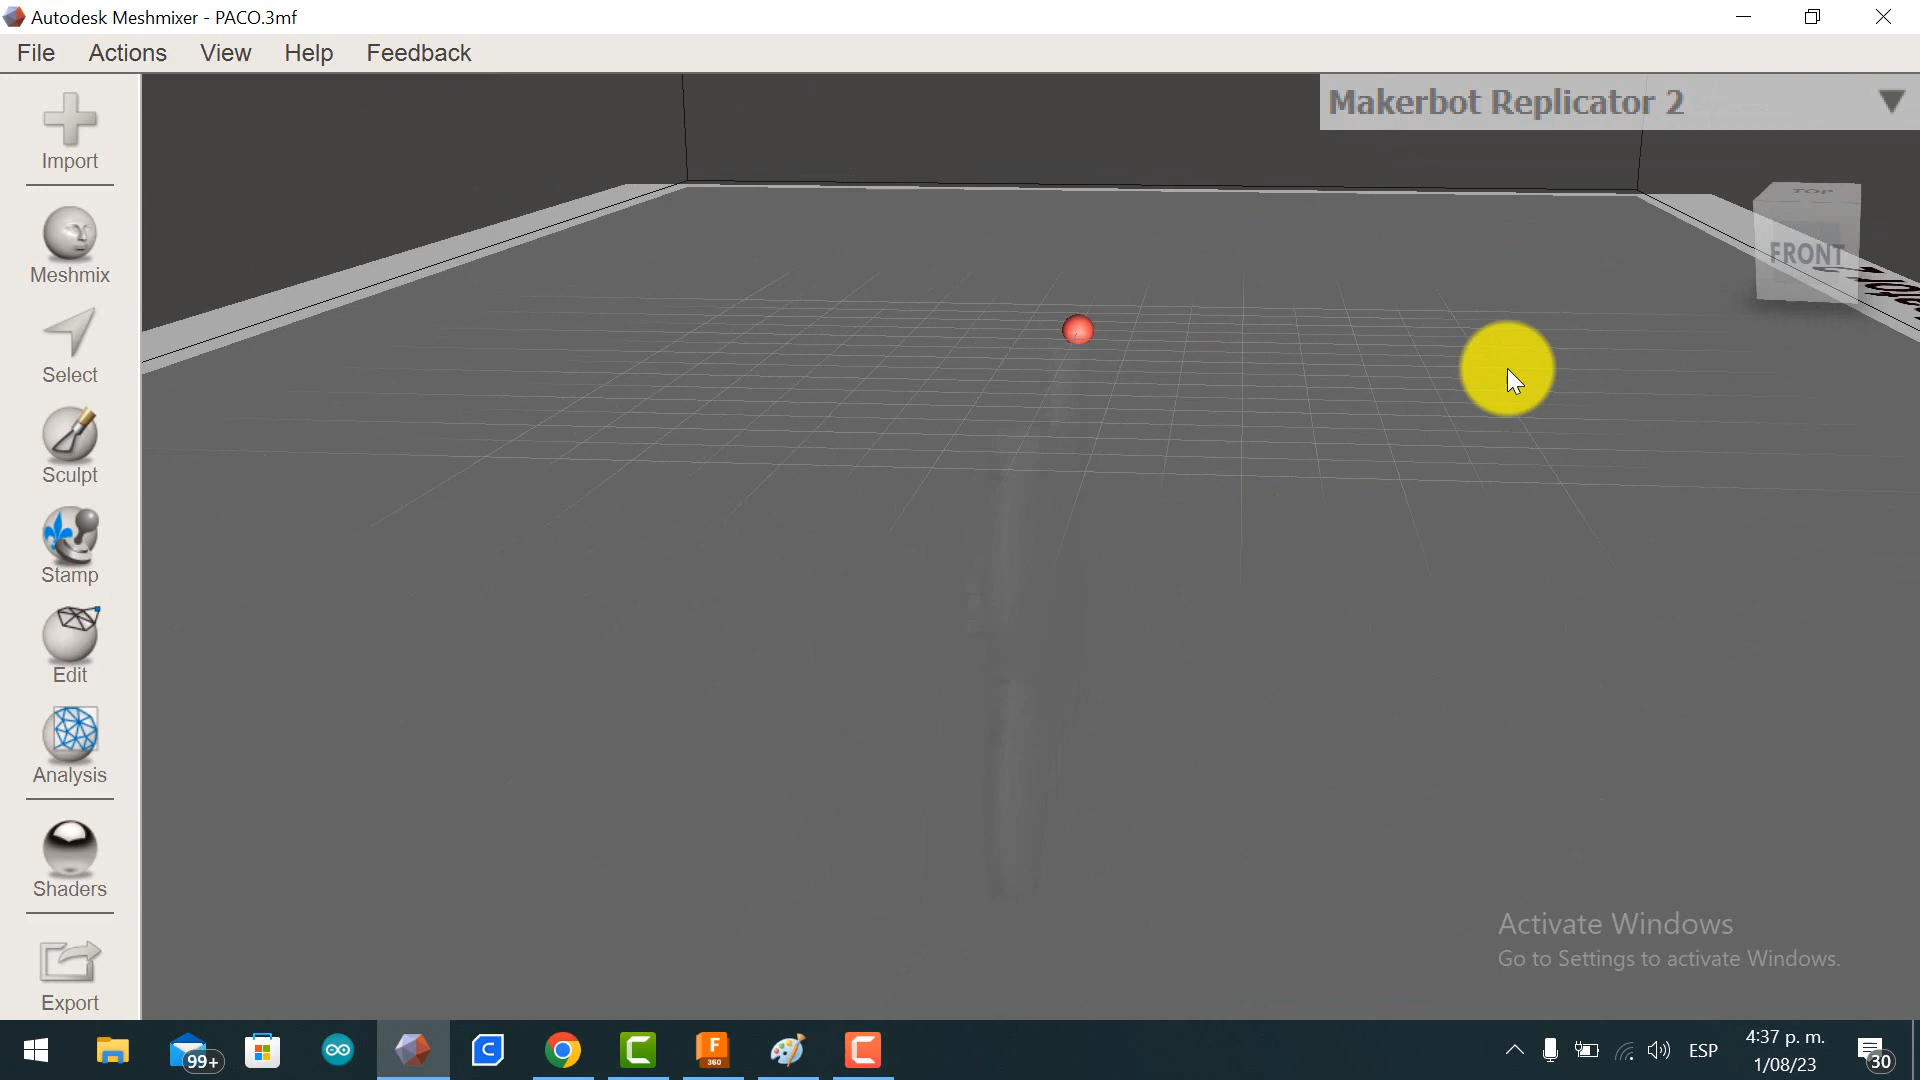 Autodesk Meshmixer - PACO.3mf
File Actions View Help Feedback
Makerbot Replicator 2
Import
TOP
FRONT
Meshmix
Select
Sculpt
Stamp
Edit
Analysis
Shaders
Export
Activate Windows
Go to Settings to activate Windows.
99+
F
360
ESP
4:37 p. m.
1/08/23
30